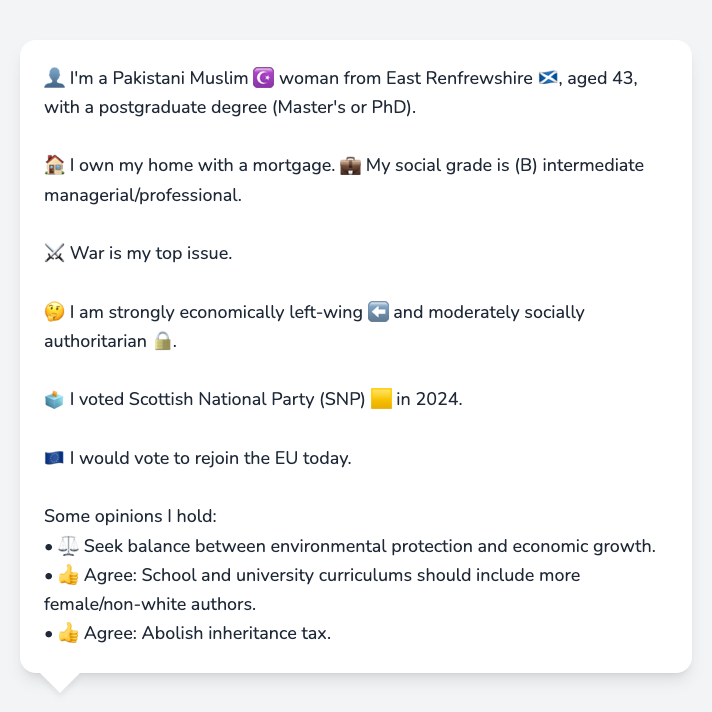 👤 I'm a Pakistani Muslim ☪️ woman from East Renfrewshire 🏴󠁧󠁢󠁳󠁣󠁴󠁿, aged 43,
with a postgraduate degree (Master's or PhD).
🏠 I own my home with a mortgage. 💼 My social grade is (B) intermediate
managerial/professional.
⚔️ War is my top issue.
🤔 I am strongly economically left-wing ⬅️ and moderately socially
authoritarian 🔒.
🗳️ I voted Scottish National Party (SNP) 🟨 in 2024.
🇪🇺 I would vote to rejoin the EU today.
Some opinions I hold:
• ⚖️ Seek balance between environmental protection and economic growth.
• 👍 Agree: School and university curriculums should include more
female/non-white authors.
• 👍 Agree: Abolish inheritance tax.